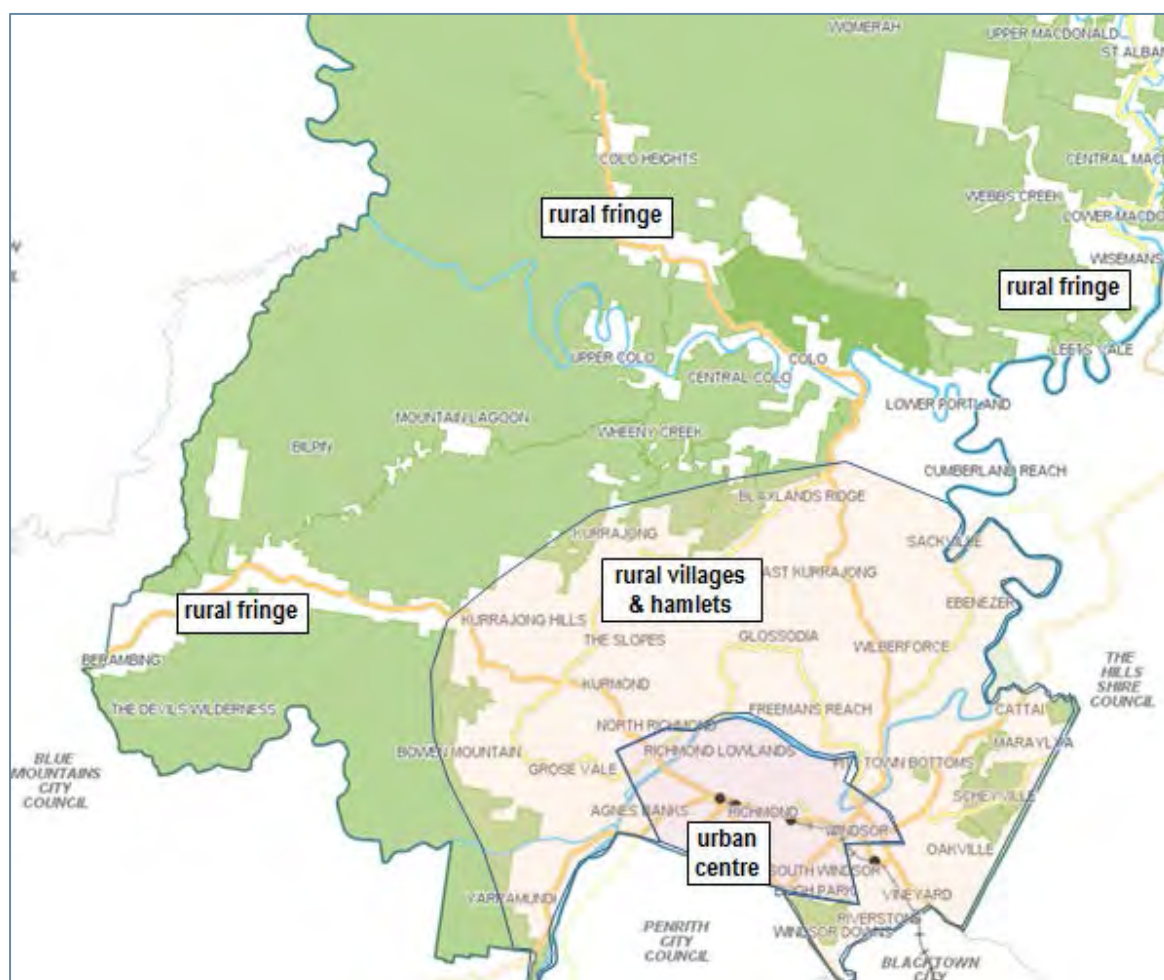 WOMERAH
UPPER MACDONALD
ST ALBAN
COLO HEIGHTS
CENTRAL MAC
WEBBS CREEK
LOWER MACDO
rural fringe
WISEMANS
rural fringe
LEETS VALE
UPPER COLO
COLO
CENTRAL COLO
LOWER PORTLAND
MOUNTAIN LAGOON
WHEENY CREEK
BILPIN
CUMBERLAND REACH
BLAXLANDS RIDGE
KURRAJONG
SACKVILLE
rural villages
& hamlets
AST KURRAJONG
rural fringe
EBENEZER
KURRAJONG HILLS
THE SLOPES
GLOSSODIA
WILBERFORCE
BERAMBING
THE
HILLS
SHIRE
COUNCIL
KURMOND
THE DEVILS WILDERNESS
NORTH RICHMOND
FREEMANS REACH
CATTAI
BOWEN MOUNTAIN
RICHMOND LOWLANDS
MARAYLYA
BLUE
MOUNTAINS
CITY
COUNCIL
GROSE VALE
PITT TOWN BOTTOMS
SCHEYVILLE
AGNES BANKS
RICHMOND
WINDSOR
urban
centre
OAKVILLE
SOUTH WINDSOR
YARRAMUNDI
LIGH PARK
VINEYARD
PENRITH
CITY
COUNCIL
RIVERSTONE
WINDSOR DOWNS
BLACKTOWN
CITY